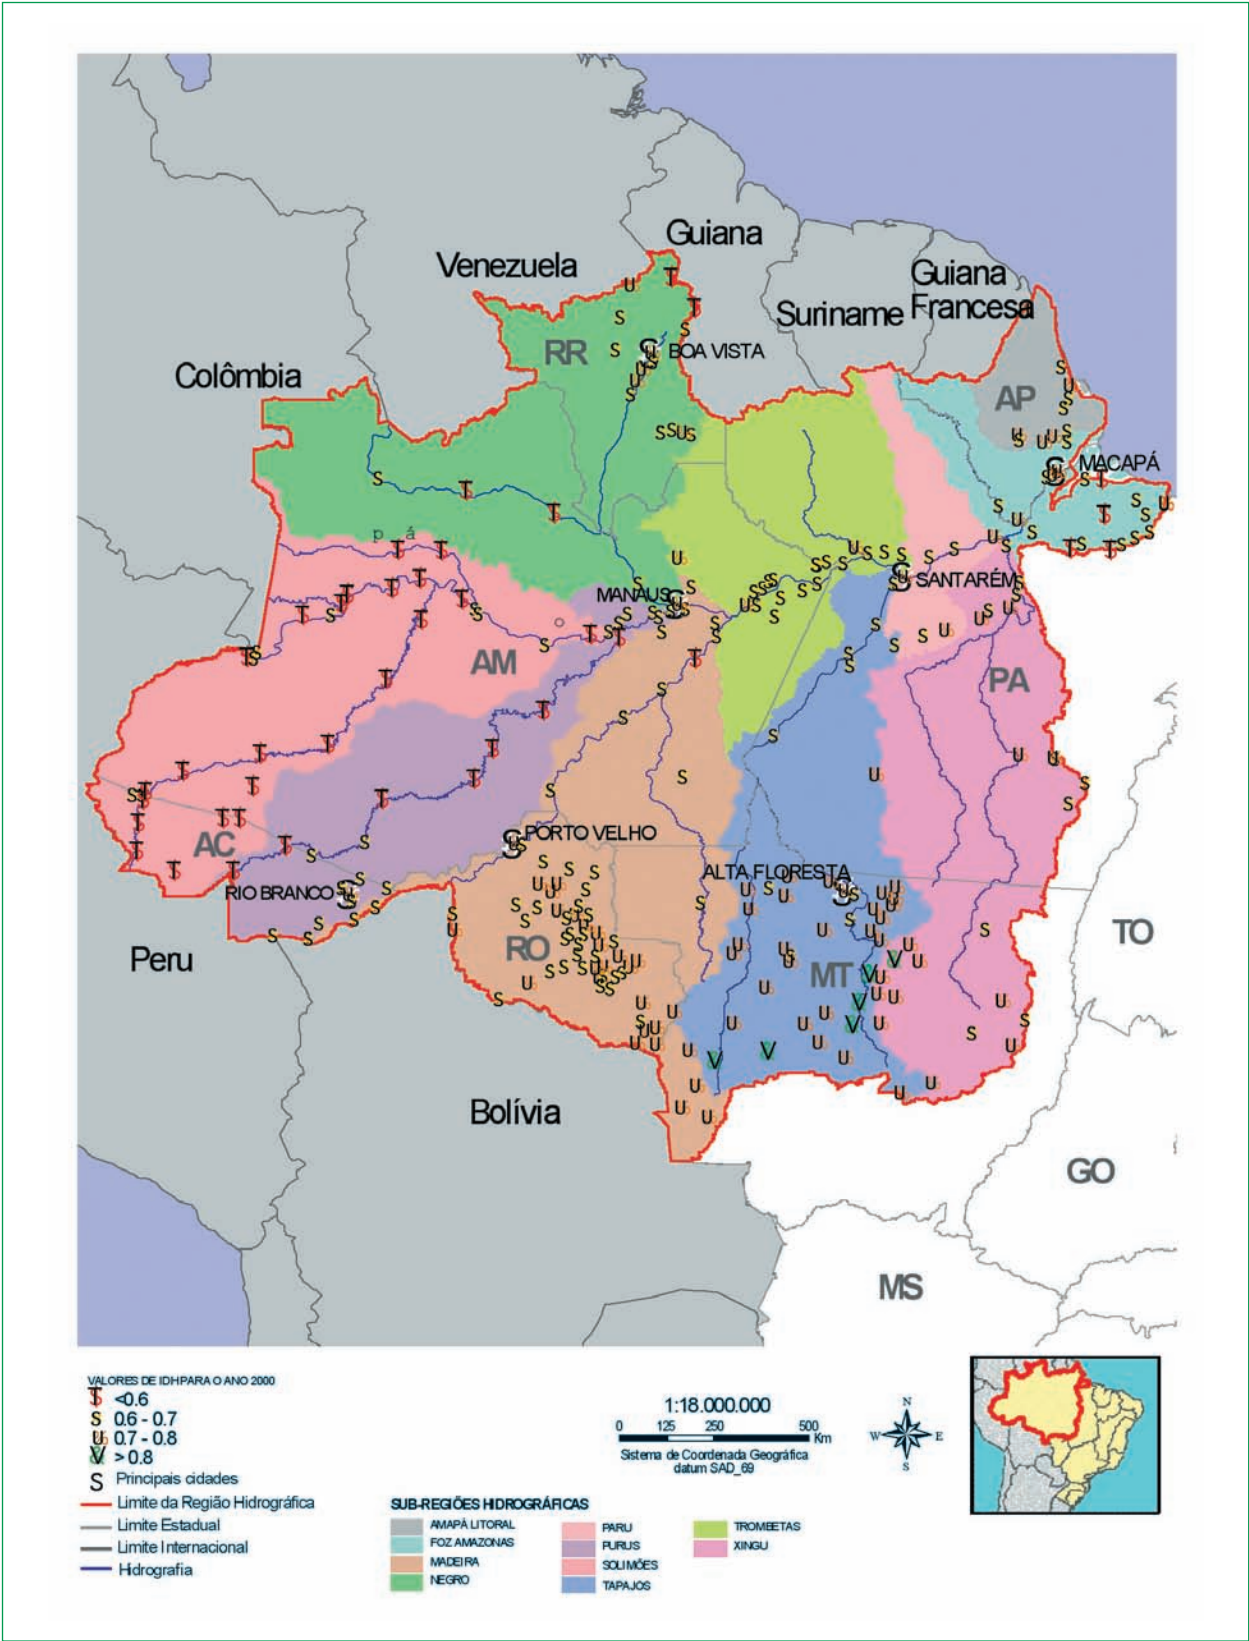 Guiana
Venezuela
Guiana
Francesa
Suriname
RR
BOA VISTA
Colômbia
AP
MACAPÁ
p á
SANTARÉM
MANAUS
o
AM
PA
PORTO VELHO
AC
ALTA FLORESTA
RIO BRANCO
TO
RO
Peru
MT
Bolívia
GO
MS
VALORES DE IDH PARA O ANO 2000
T <0.6
S 0.6 - 0.7
U 0.7 - 0.8
V > 0.8
S Principais cidades
Limite da Região Hidrográfica
Limite Estadual
Limite Internacional
Hidrografia
1:18.000.000
0 125 250 500
Km
Sistema de Coordenada Geográfica
datum SAD_69
N
W E
S
SUB-REGIÕES HIDROGRÁFICAS
AMAPÁ LITORAL
FOZ AMAZONAS
MADEIRA
NEGRO
PARU
PURUS
SOLIMÕES
TAPAJOS
TROMBETAS
XINGU